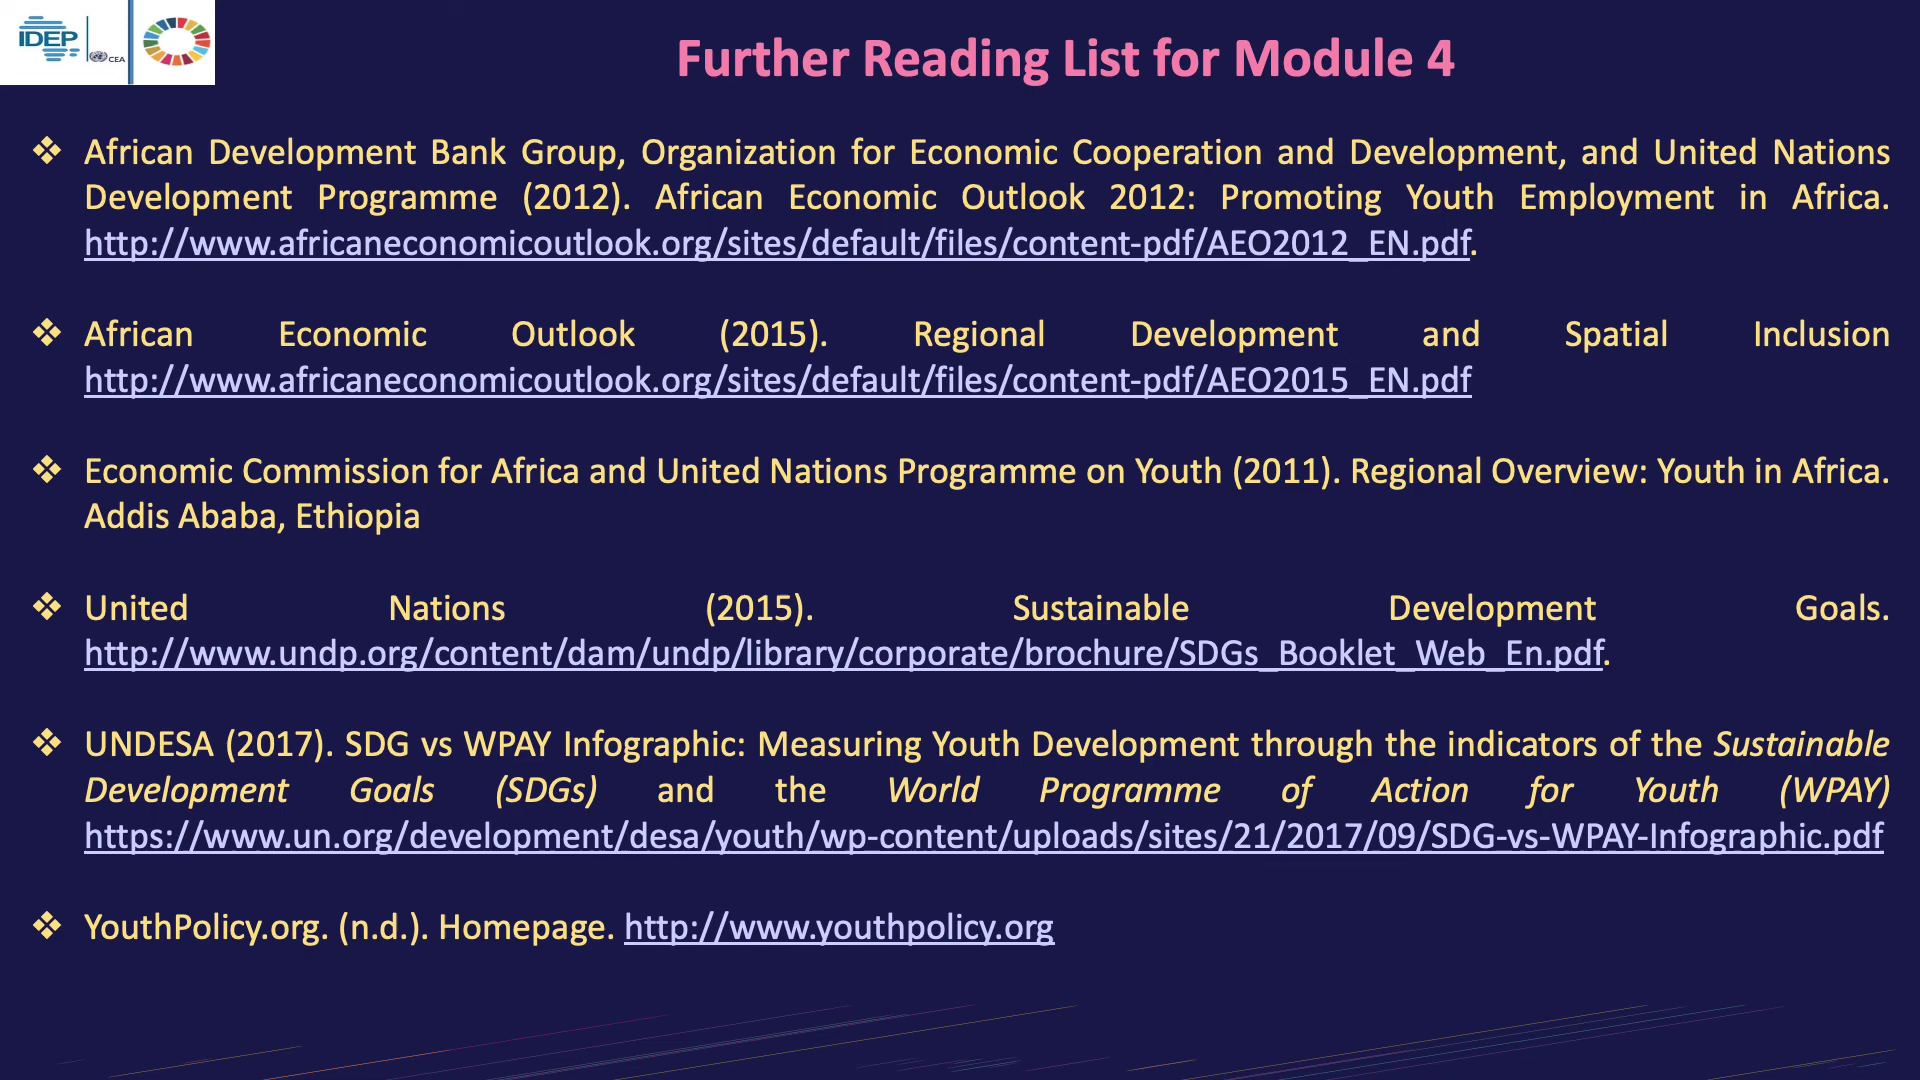 IDEP
CEA
Further Reading List for Module 4
❖ African Development Bank Group, Organization for Economic Cooperation and Development, and United Nations
Development Programme (2012). African Economic Outlook 2012: Promoting Youth Employment in Africa.
http://www.africaneconomicoutlook.org/sites/default/files/content-pdf/AEO2012_EN.pdf.
❖ African Economic Outlook (2015). Regional Development and Spatial Inclusion
http://www.africaneconomicoutlook.org/sites/default/files/content-pdf/AEO2015_EN.pdf
❖ Economic Commission for Africa and United Nations Programme on Youth (2011). Regional Overview: Youth in Africa.
Addis Ababa, Ethiopia
❖ United Nations (2015). Sustainable Development Goals.
http://www.undp.org/content/dam/undp/library/corporate/brochure/SDGs_Booklet_Web_En.pdf.
❖ UNDESA (2017). SDG vs WPAY Infographic: Measuring Youth Development through the indicators of the Sustainable
Development Goals (SDGs) and the World Programme of Action for Youth (WPAY)
https://www.un.org/development/desa/youth/wp-content/uploads/sites/21/2017/09/SDG-vs-WPAY-Infographic.pdf
❖ YouthPolicy.org. (n.d.). Homepage. http://www.youthpolicy.org